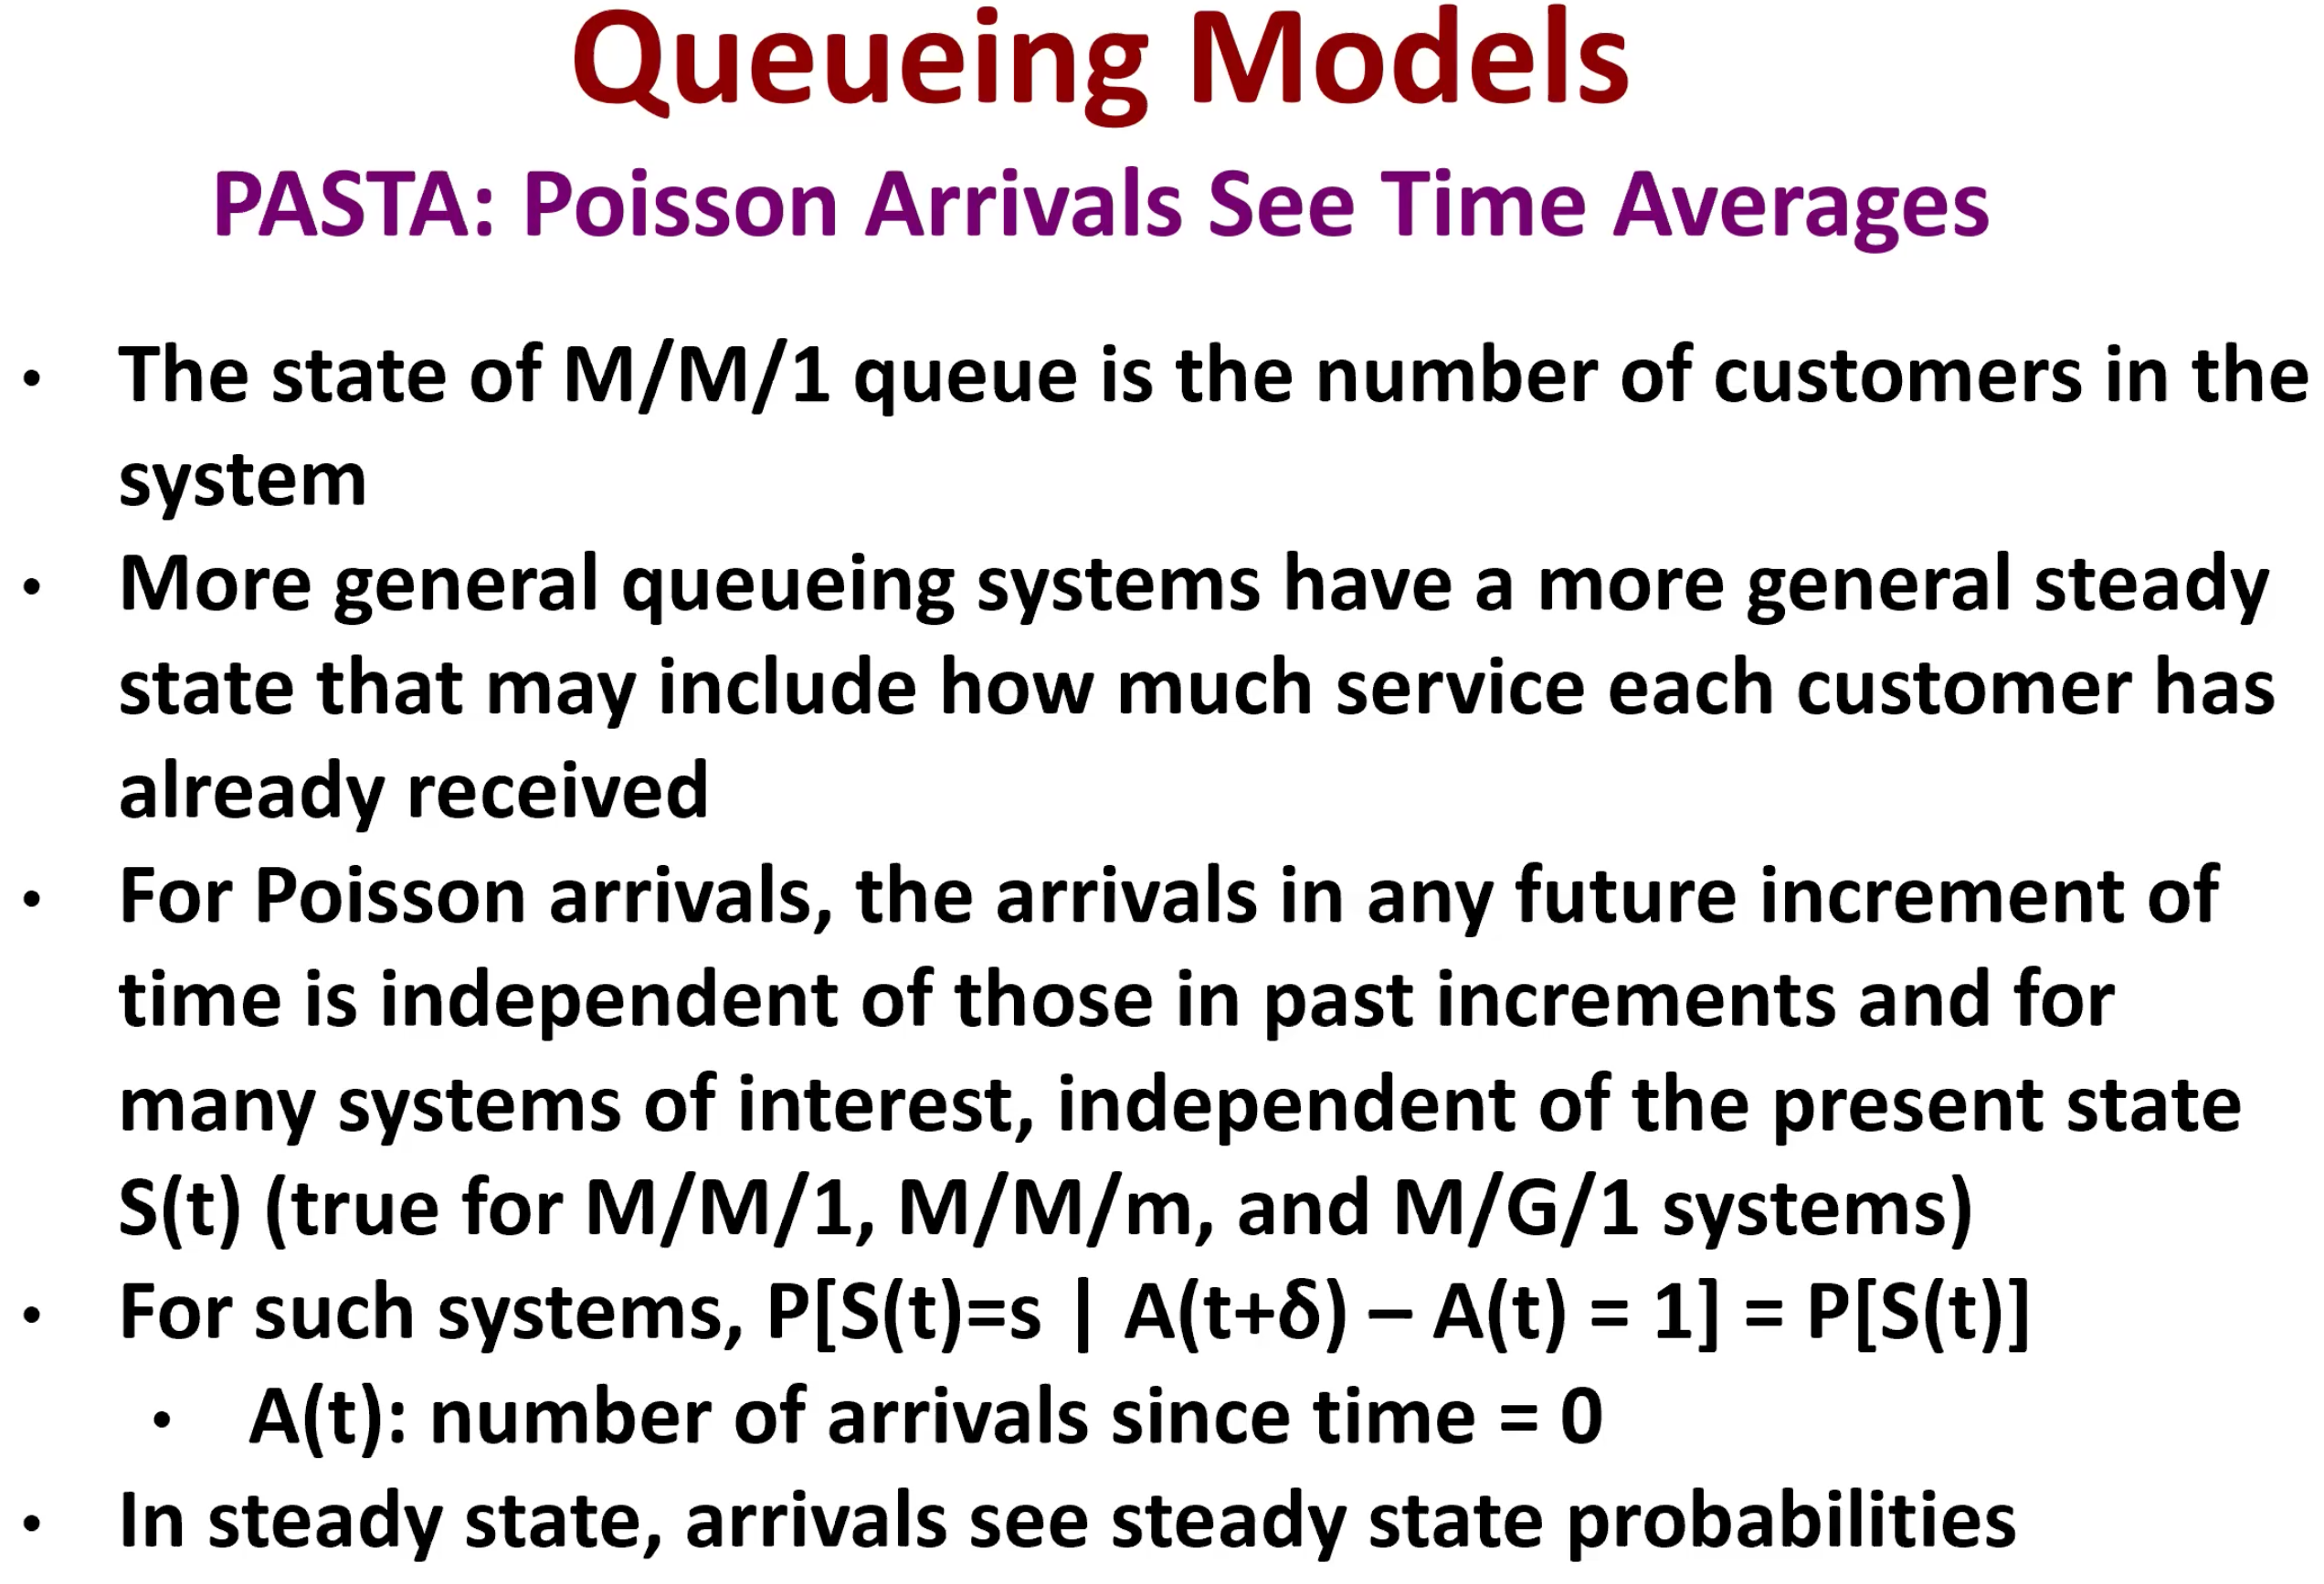 Queueing Models
PASTA: Poisson Arrivals See Time Averages
• The state of M/M/1 queue is the number of customers in the
system
• More general queueing systems have a more general steady
state that may include how much service each customer has
already received
• For Poisson arrivals, the arrivals in any future increment of
time is independent of those in past increments and for
many systems of interest, independent of the present state
S(t) (true for M/M/1, M/M/m, and M/G/1 systems)
• For such systems, P[S(t)=s | A(t+δ) – A(t) = 1] = P[S(t)]
• A(t): number of arrivals since time = 0
• In steady state, arrivals see steady state probabilities